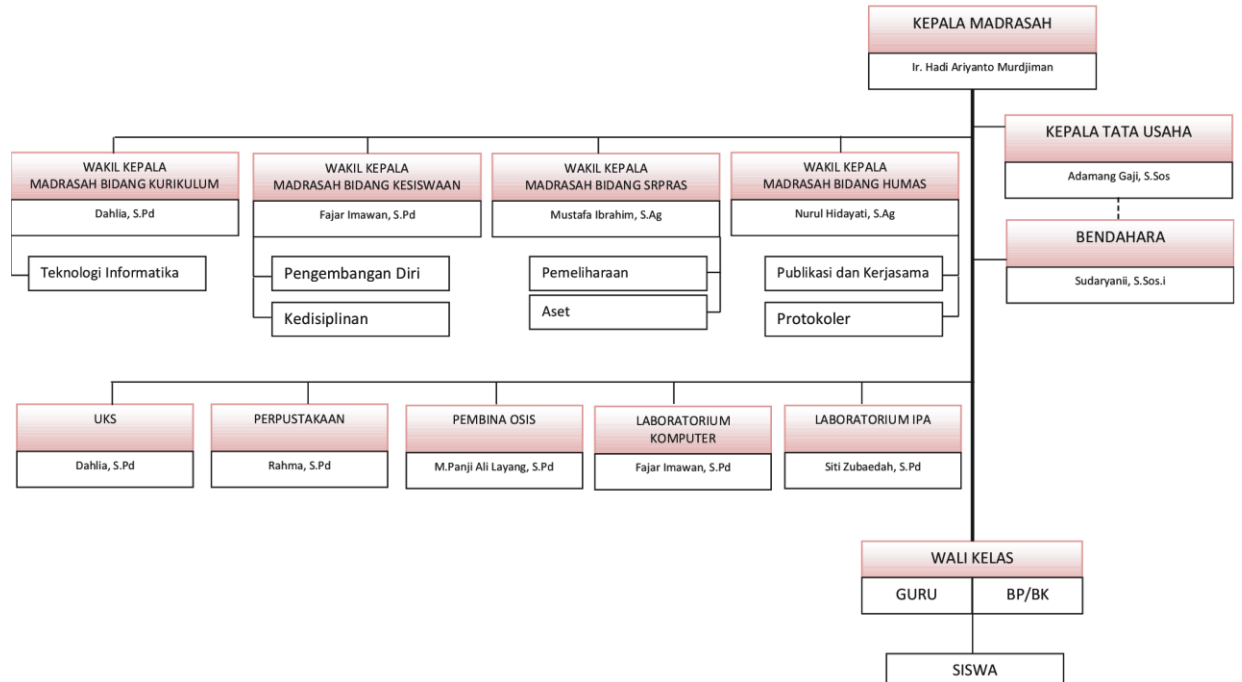 KEPALA MADRASAH
Ir. Hadi Ariyanto Murdjiman
KEPALA TATA USAHA
Adamang Gaji, S.Sos
BENDAHARA
Sudaryanii, S.Sos.i
WAKIL KEPALA
MADRASAH BIDANG KURIKULUM
Dahlia, S.Pd
Teknologi Informatika
WAKIL KEPALA
MADRASAH BIDANG KESISWAAN
Fajar Imawan, S.Pd
Pengembangan Diri
Kedisiplinan
WAKIL KEPALA
MADRASAH BIDANG SRPRAS
Mustafa Ibrahim, S.Ag
Pemeliharaan
Aset
WAKIL KEPALA
MADRASAH BIDANG HUMAS
Nurul Hidayati, S.Ag
Publikasi dan Kerjasama
Protokoler
UKS
Dahlia, S.Pd
PERPUSTAKAAN
Rahma, S.Pd
PEMBINA OSIS
M.Panji Ali Layang, S.Pd
LABORATORIUM
KOMPUTER
Fajar Imawan, S.Pd
LABORATORIUM IPA
Siti Zubaedah, S.Pd
WALI KELAS
GURU
BP/BK
SISWA